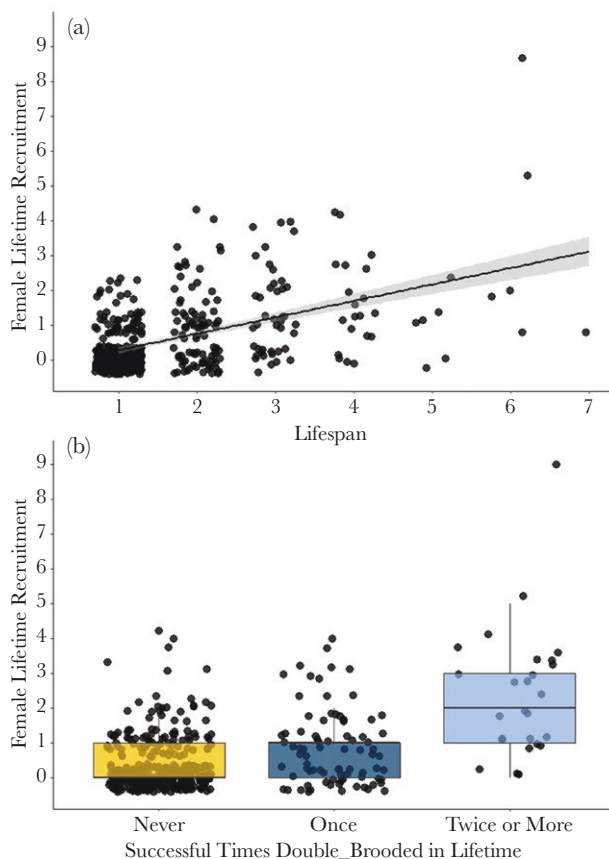 (a)
Female Lifetime Recruitment
9
8
7
6
5
4
3
2
1
0
1 2 3 4 5 6 7
Lifespan
(b)
Female Lifetime Recruitment
9
8
7
6
5
4
3
2
1
0
Never Once Twice or More
Successful Times Double_Brooded in Lifetime